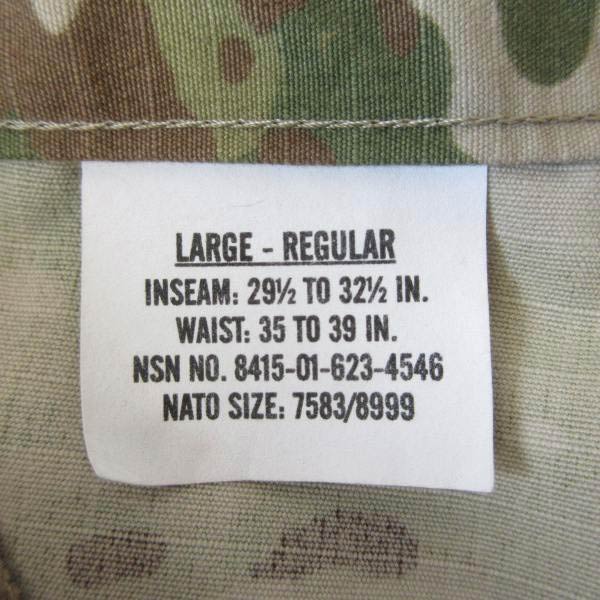 LARGE - REGULAR
INSEAM: 29½ TO 32½ IN.
WAIST: 35 TO 39 IN.
NSN NO. 8415-01-623-4546
NATO SIZE: 7583/8999